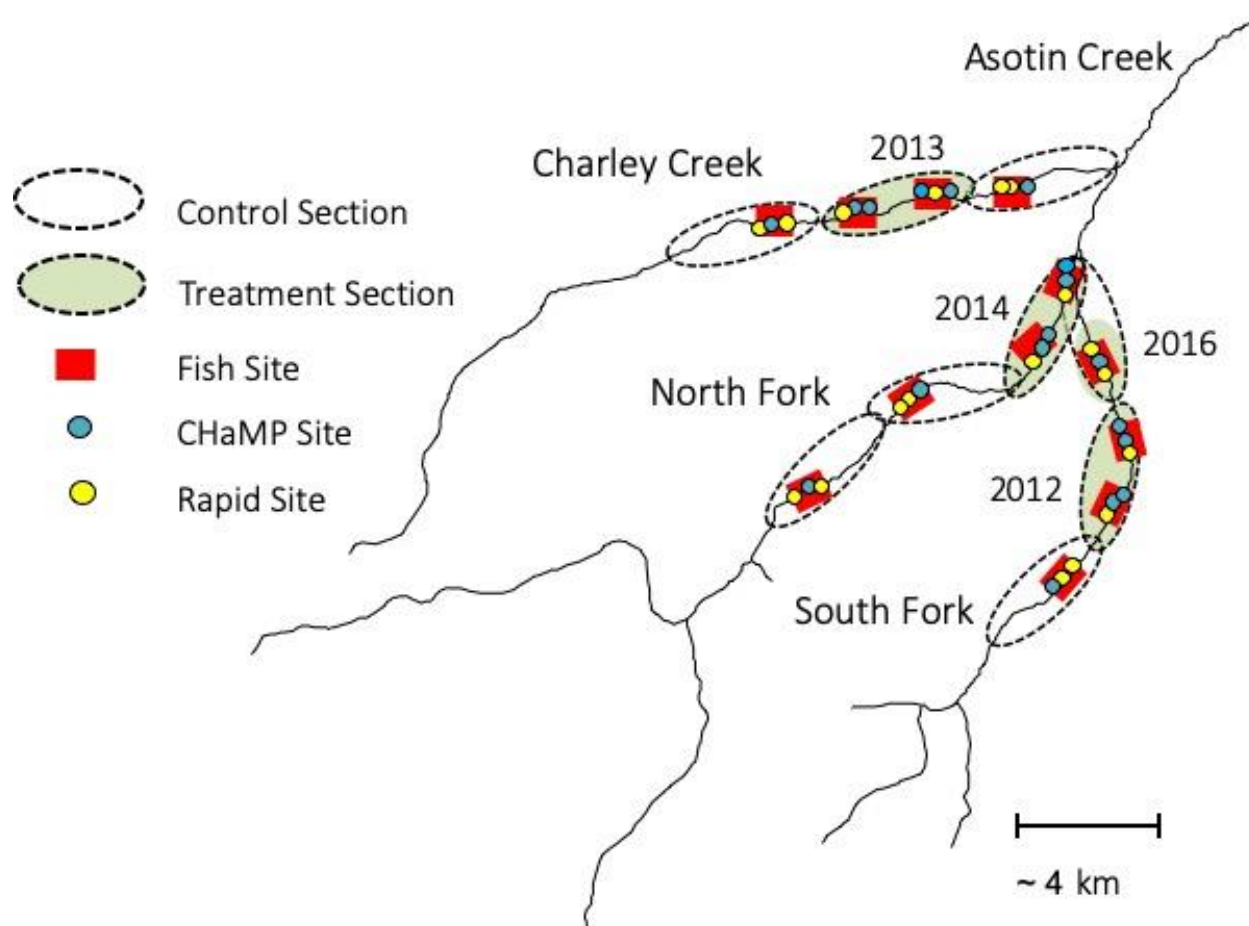 Asotin Creek
2013
Charley Creek
Control Section
Treatment Section
2014
2016
Fish Site
North Fork
CHaMP Site
Rapid Site
2012
South Fork
~ 4 km